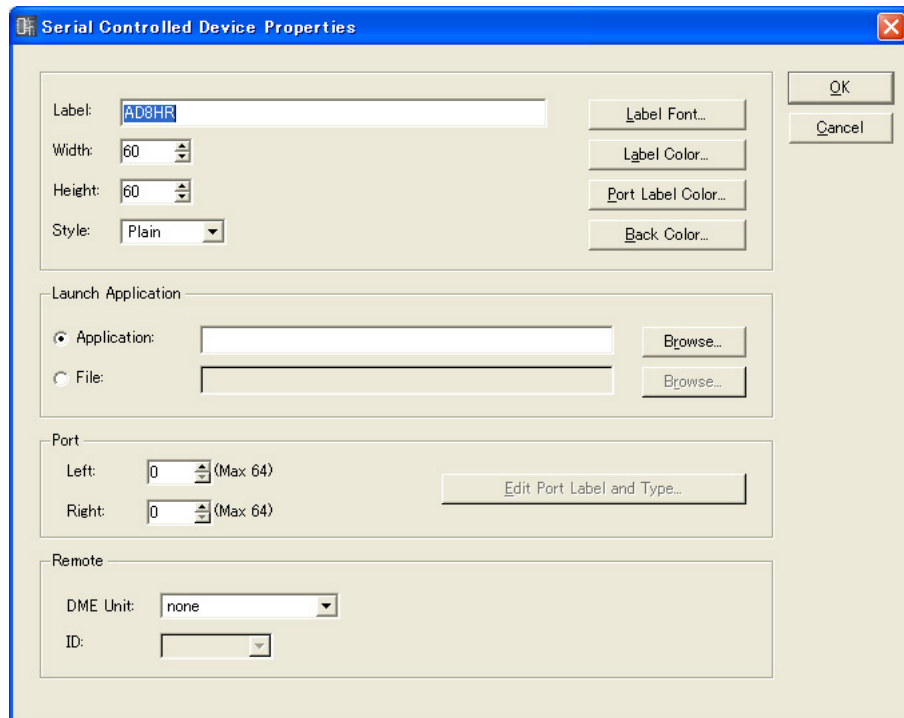 Serial Controlled Device Properties
Label: AD8HR Label Font...
Width: 60 Label Color...
Height: 60 Port Label Color...
Style: Plain Back Color...
OK
Cancel
Launch Application
Application: Browse...
File: Browse...
Port
Left: 0 (Max 64)
Edit Port Label and Type...
Right: 0 (Max 64)
Remote
DME Unit: none
ID: